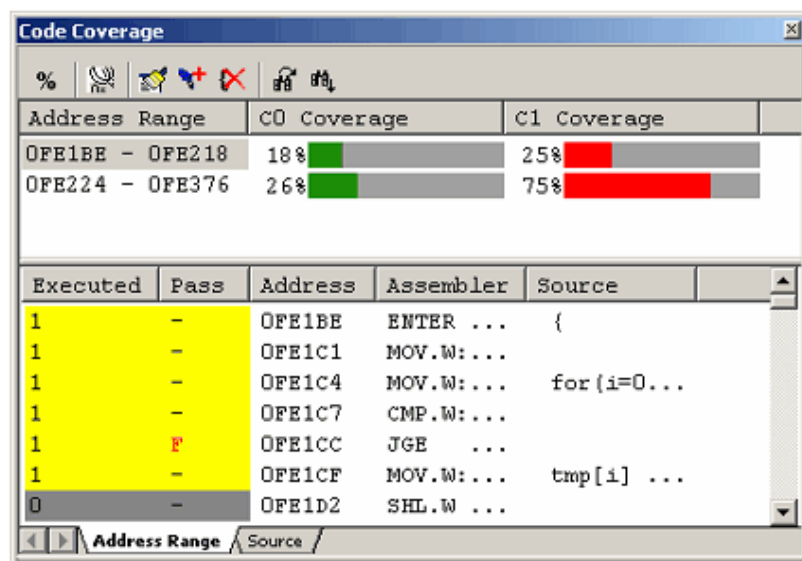 Code Coverage
%
Address Range C0 Coverage C1 Coverage
0FE1BE - 0FE218 18% 25%
0FE224 - 0FE376 26% 75%
Executed Pass Address Assembler Source
1 - 0FE1BE ENTER ... {
1 - 0FE1C1 MOV.W:...
1 - 0FE1C4 MOV.W:... for(i=0...
1 - 0FE1C7 CMP.W:...
1 F 0FE1CC JGE ...
1 - 0FE1CF MOV.W:... tmp[i] ...
0 - 0FE1D2 SHL.W ...
Address Range Source